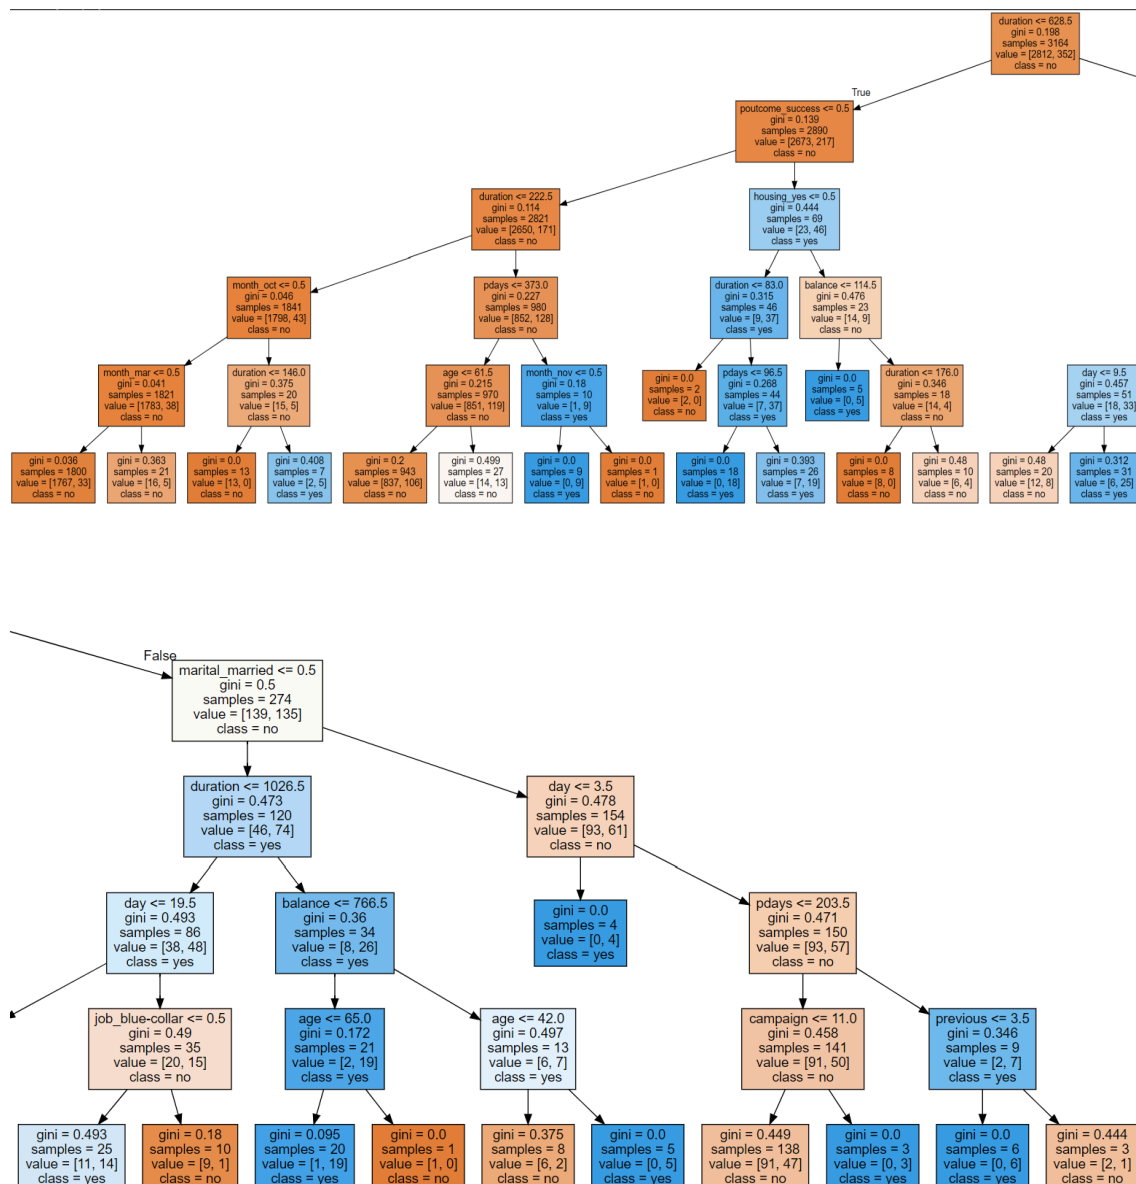 duration <= 628.5
gini = 0.198
samples = 3164
value = [2812, 352]
class = no
True
poutcome_success <= 0.5
gini = 0.139
samples = 2890
value = [2673, 217]
class = no
duration <= 222.5
gini = 0.114
samples = 2821
value = [2650, 171]
class = no
housing_yes <= 0.5
gini = 0.444
samples = 69
value = [23, 46]
class = yes
month_oct <= 0.5
gini = 0.046
samples = 1841
value = [1798, 43]
class = no
pdays <= 373.0
gini = 0.227
samples = 980
value = [852, 128]
class = no
duration <= 83.0
gini = 0.315
samples = 46
value = [9, 37]
class = yes
balance <= 114.5
gini = 0.476
samples = 23
value = [14, 9]
class = no
month_mar <= 0.5
gini = 0.041
samples = 1821
value = [1783, 38]
class = no
duration <= 146.0
gini = 0.375
samples = 20
value = [15, 5]
class = no
age <= 61.5
gini = 0.215
samples = 970
value = [851, 119]
class = no
month_nov <= 0.5
gini = 0.18
samples = 10
value = [1, 9]
class = yes
gini = 0.0
samples = 2
value = [2, 0]
class = no
pdays <= 96.5
gini = 0.268
samples = 44
value = [7, 37]
class = yes
gini = 0.0
samples = 5
value = [0, 5]
class = yes
duration <= 176.0
gini = 0.346
samples = 18
value = [14, 4]
class = no
day <= 9.5
gini = 0.457
samples = 51
value = [18, 33]
class = yes
gini = 0.036
samples = 1800
value = [1767, 33]
class = no
gini = 0.363
samples = 21
value = [16, 5]
class = no
gini = 0.0
samples = 13
value = [13, 0]
class = no
gini = 0.408
samples = 7
value = [2, 5]
class = yes
gini = 0.2
samples = 943
value = [837, 106]
class = no
gini = 0.499
samples = 27
value = [14, 13]
class = no
gini = 0.0
samples = 9
value = [0, 9]
class = yes
gini = 0.0
samples = 1
value = [1, 0]
class = no
gini = 0.0
samples = 18
value = [0, 18]
class = yes
gini = 0.393
samples = 26
value = [7, 19]
class = yes
gini = 0.0
samples = 8
value = [8, 0]
class = no
gini = 0.48
samples = 10
value = [6, 4]
class = no
gini = 0.48
samples = 20
value = [12, 8]
class = no
gini = 0.312
samples = 31
value = [6, 25]
class = yes
False
marital_married <= 0.5
gini = 0.5
samples = 274
value = [139, 135]
class = no
duration <= 1026.5
gini = 0.473
samples = 120
value = [46, 74]
class = yes
day <= 3.5
gini = 0.478
samples = 154
value = [93, 61]
class = no
day <= 19.5
gini = 0.493
samples = 86
value = [38, 48]
class = yes
balance <= 766.5
gini = 0.36
samples = 34
value = [8, 26]
class = yes
gini = 0.0
samples = 4
value = [0, 4]
class = yes
pdays <= 203.5
gini = 0.471
samples = 150
value = [93, 57]
class = no
job_blue-collar <= 0.5
gini = 0.49
samples = 35
value = [20, 15]
class = no
age <= 65.0
gini = 0.172
samples = 21
value = [2, 19]
class = yes
age <= 42.0
gini = 0.497
samples = 13
value = [6, 7]
class = yes
campaign <= 11.0
gini = 0.458
samples = 141
value = [91, 50]
class = no
previous <= 3.5
gini = 0.346
samples = 9
value = [2, 7]
class = yes
gini = 0.493
samples = 25
value = [11, 14]
class = yes
gini = 0.18
samples = 10
value = [9, 1]
class = no
gini = 0.095
samples = 20
value = [1, 19]
class = yes
gini = 0.0
samples = 1
value = [1, 0]
class = no
gini = 0.375
samples = 8
value = [6, 2]
class = no
gini = 0.0
samples = 5
value = [0, 5]
class = yes
gini = 0.449
samples = 138
value = [91, 47]
class = no
gini = 0.0
samples = 3
value = [0, 3]
class = yes
gini = 0.0
samples = 6
value = [0, 6]
class = yes
gini = 0.444
samples = 3
value = [2, 1]
class = no